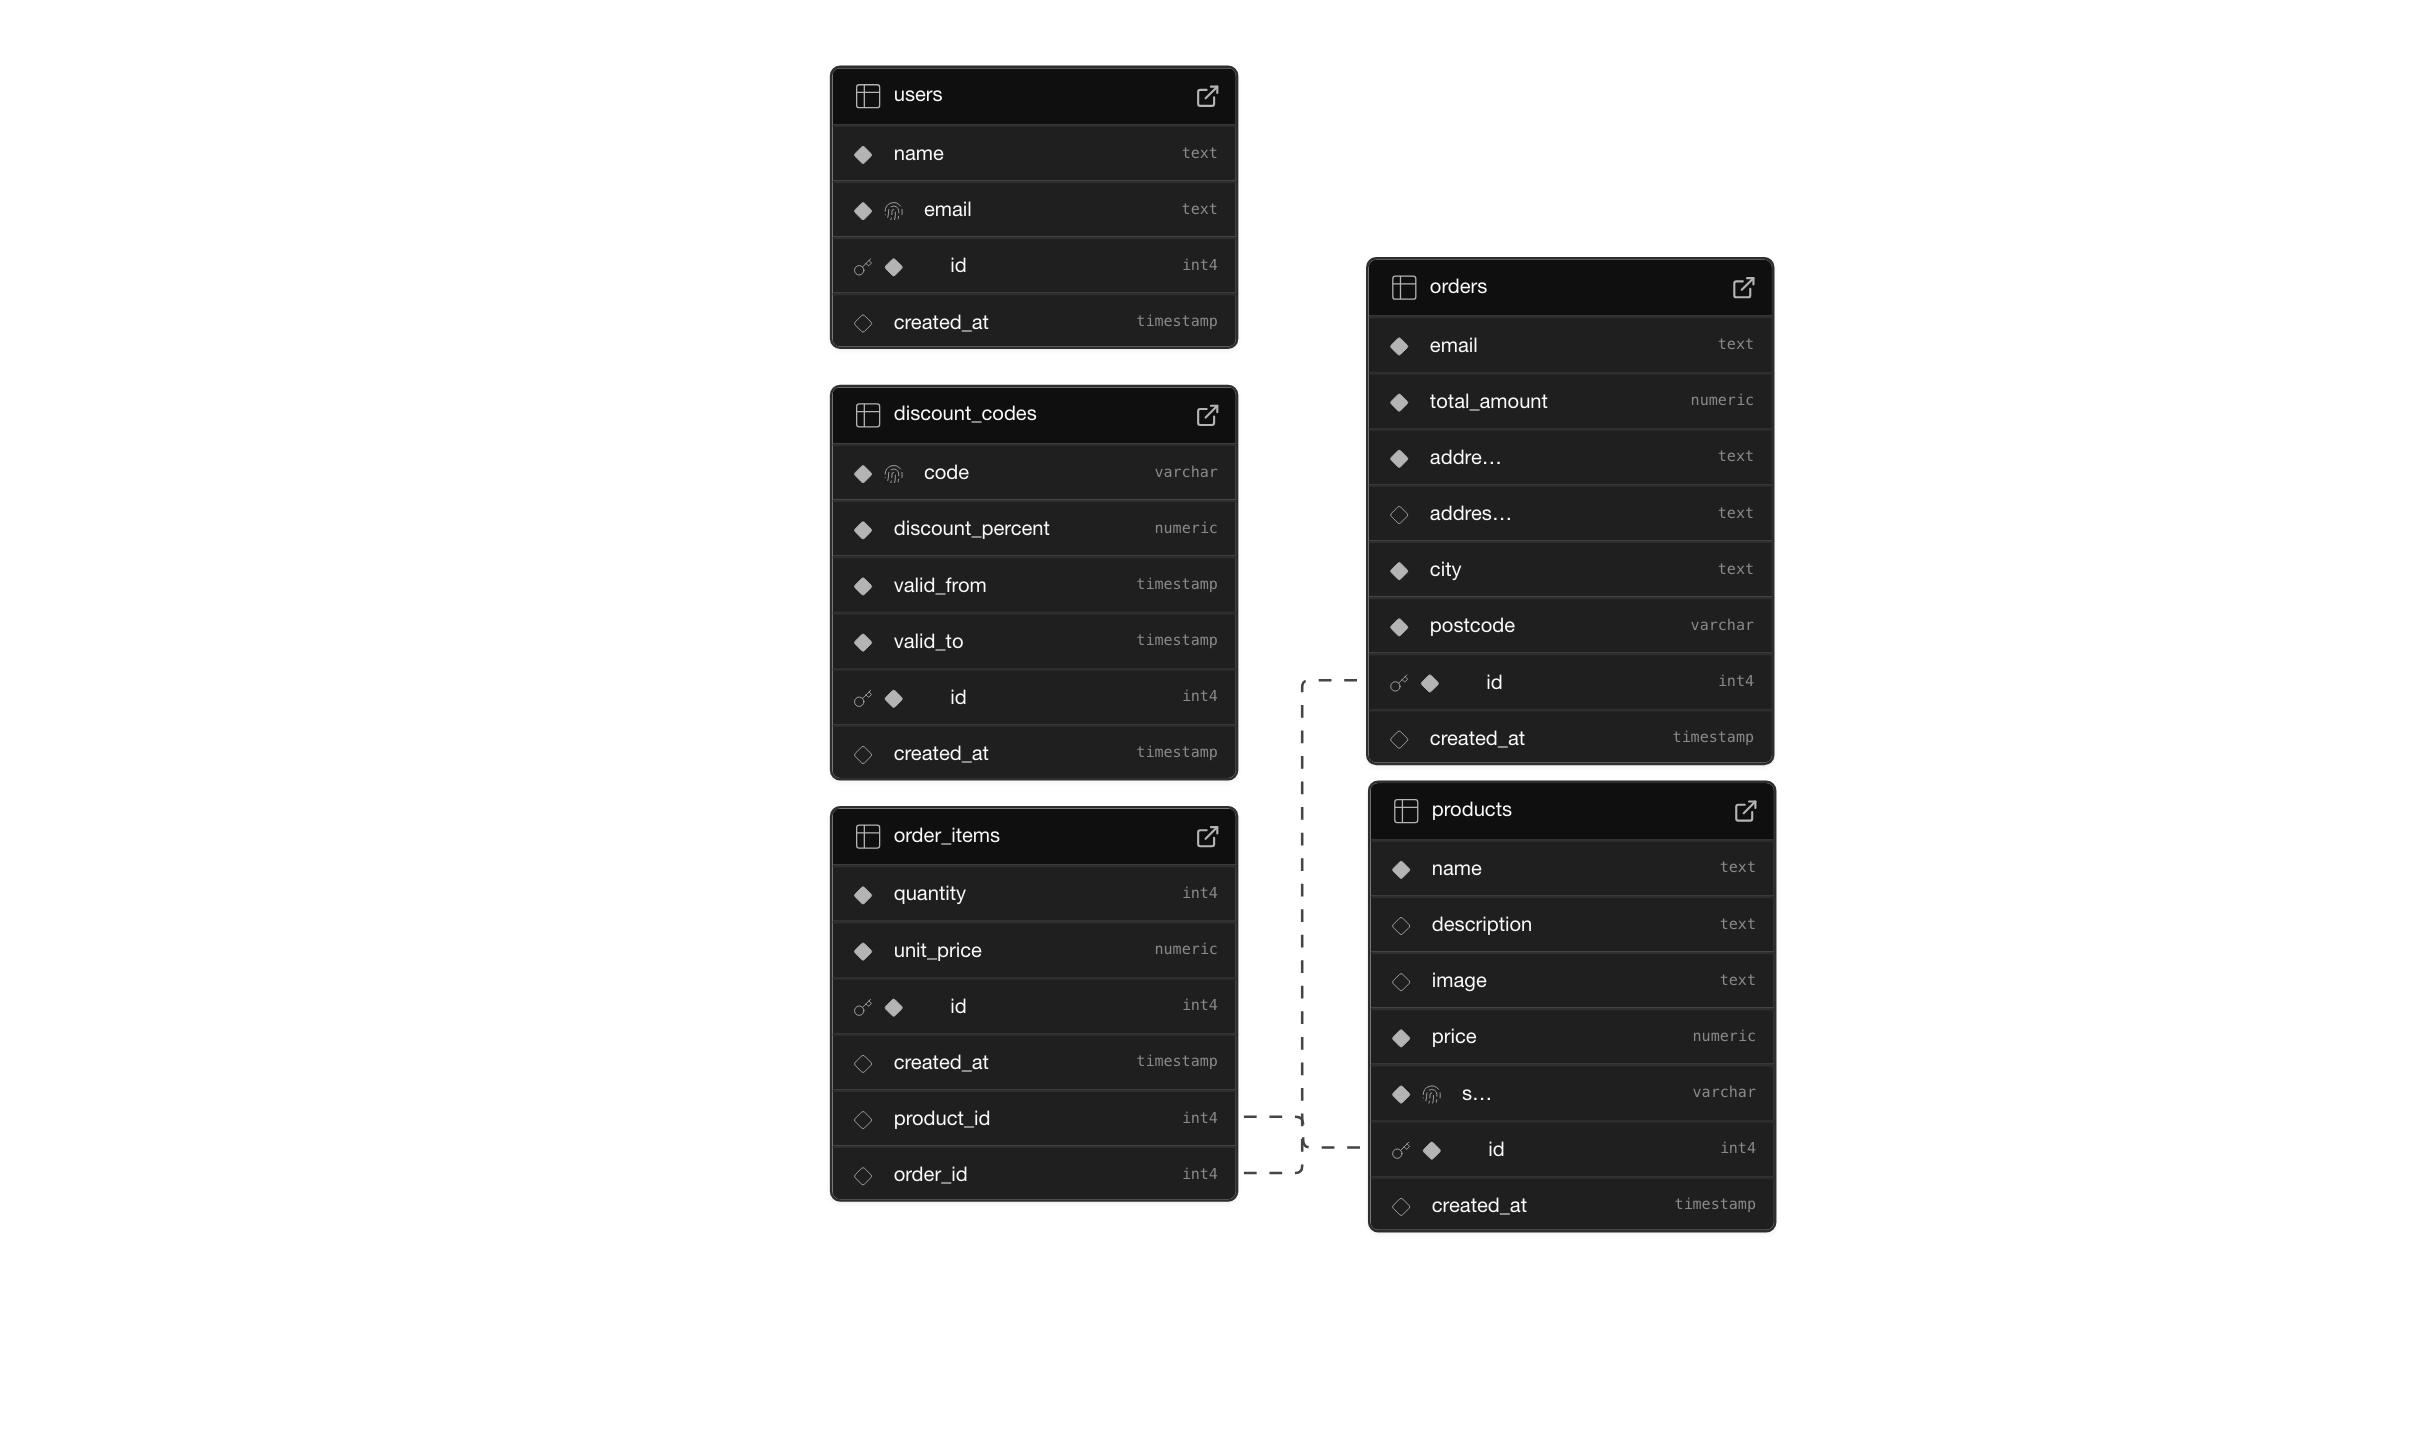 users
name text
email text
id int4
created_at timestamp
discount_codes
code varchar
discount_percent numeric
valid_from timestamp
valid_to timestamp
id int4
created_at timestamp
order_items
quantity int4
unit_price numeric
id int4
created_at timestamp
product_id int4
order_id int4
orders
email text
total_amount numeric
addre... text
addres... text
city text
postcode varchar
id int4
created_at timestamp
products
name text
description text
image text
price numeric
s... varchar
id int4
created_at timestamp